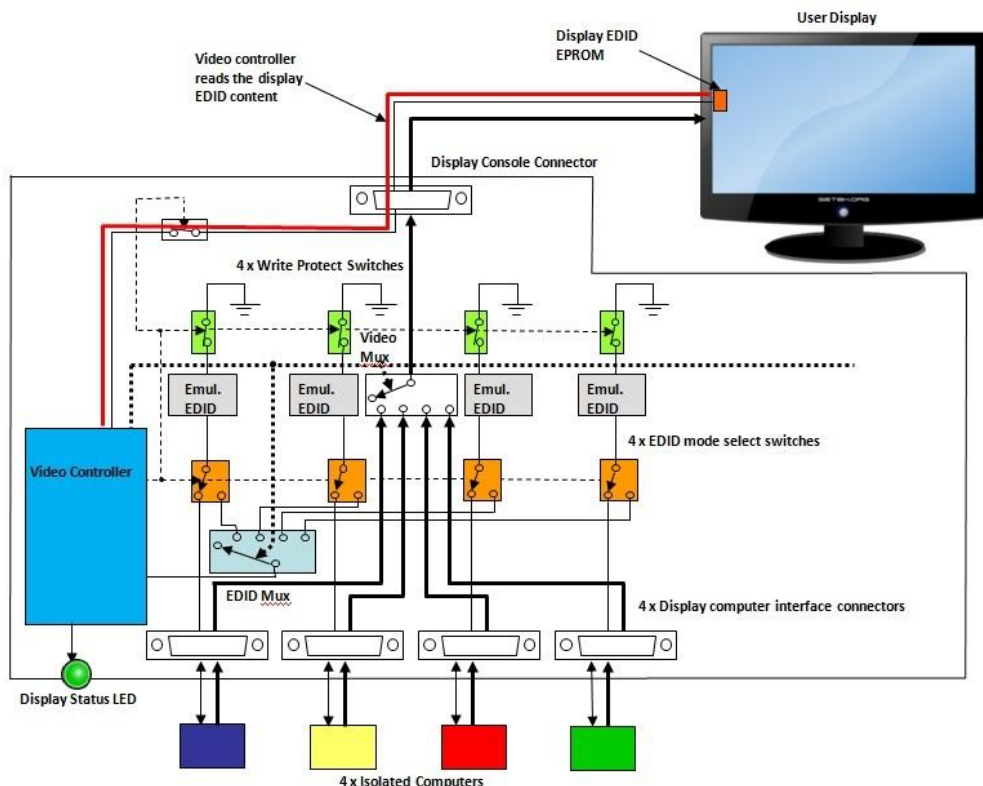 User Display
Display EDID
EPROM
Video controller
reads the display
EDID content
Display Console Connector
4 x Write Protect Switches
Video
Mux
Emul.
EDID
Emul.
EDID
Emul.
EDID
Emul.
EDID
4 x EDID mode select switches
Video Controller
EDID Mux
4 x Display computer interface connectors
Display Status LED
4 x Isolated Computers